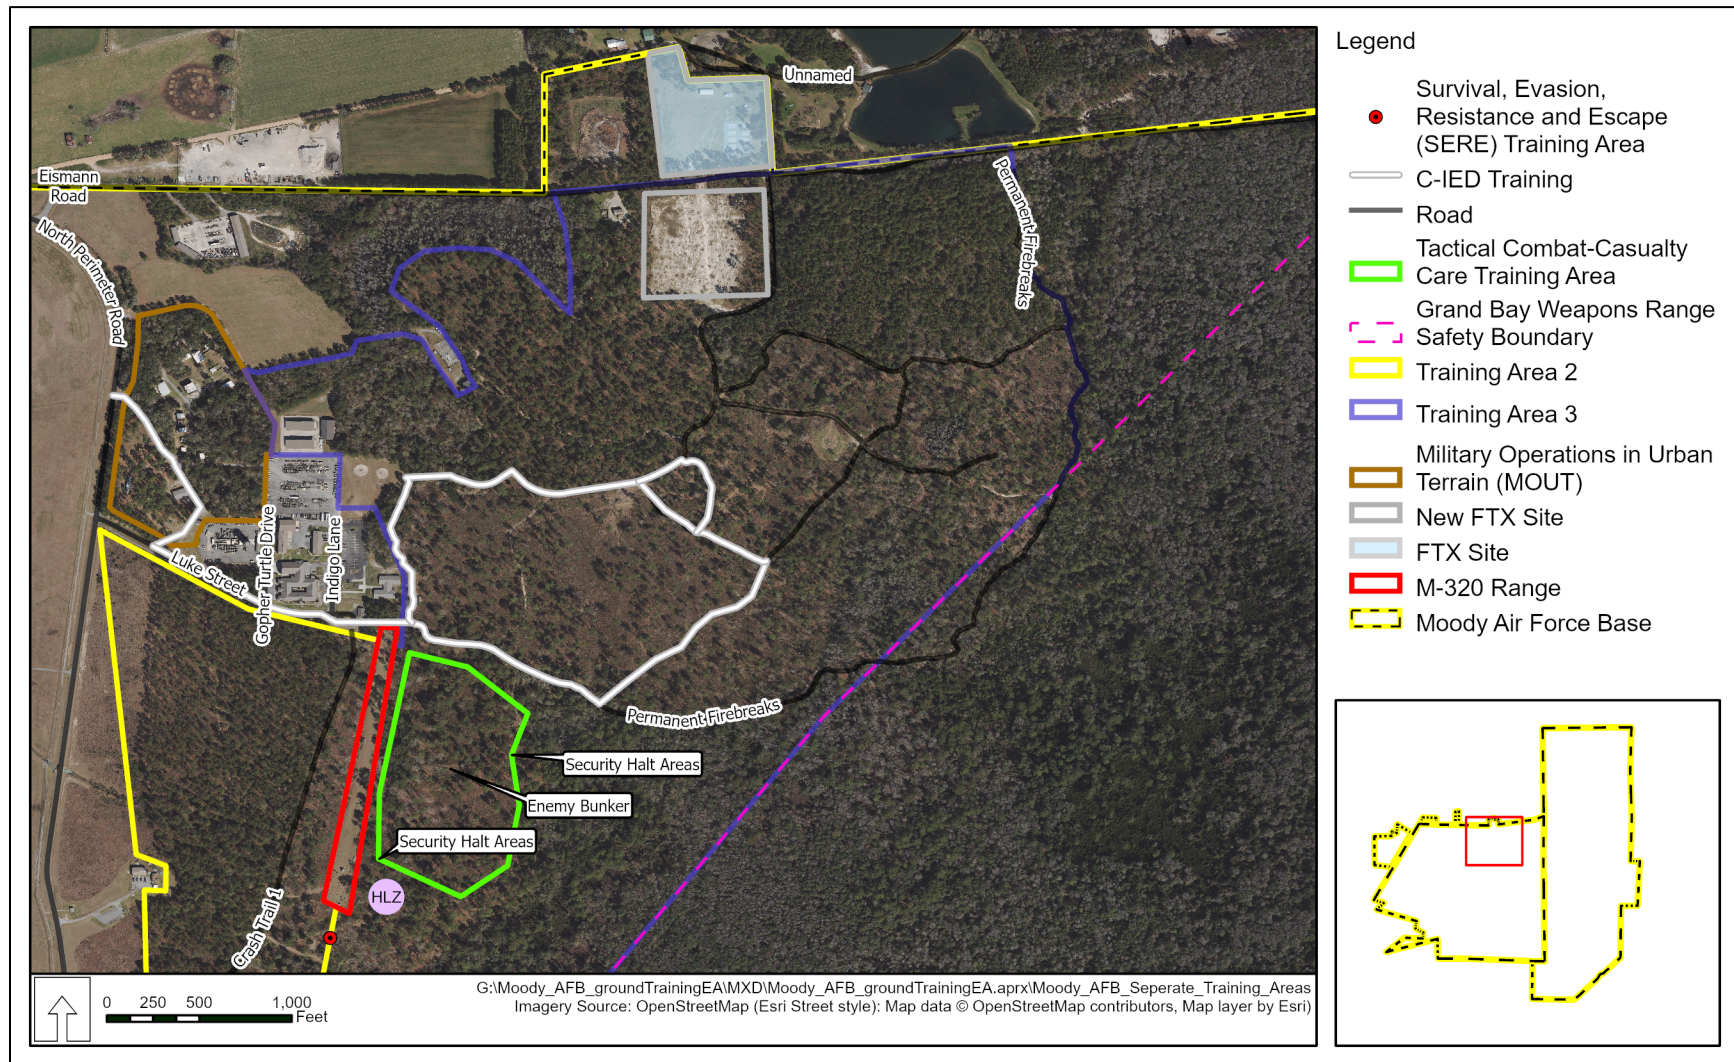 Unnamed
Eismann
Road
North Perimeter Road
Permanent Firebreaks
Gopher Turtle Drive
Indigo Lane
Luke Street
Permanent Firebreaks
Security Halt Areas
Enemy Bunker
Security Halt Areas
HLZ
Crash Trail 1
0 250 500 1,000
Feet
G:\Moody_AFB_groundTrainingEA\MXD\Moody_AFB_groundTrainingEA.aprx\Moody_AFB_Seperate_Training_Areas
Imagery Source: OpenStreetMap (Esri Street style): Map data © OpenStreetMap contributors, Map layer by Esri)
Legend
Survival, Evasion,
Resistance and Escape
(SERE) Training Area
C-IED Training
Road
Tactical Combat-Casualty
Care Training Area
Grand Bay Weapons Range
Safety Boundary
Training Area 2
Training Area 3
Military Operations in Urban
Terrain (MOUT)
New FTX Site
FTX Site
M-320 Range
Moody Air Force Base